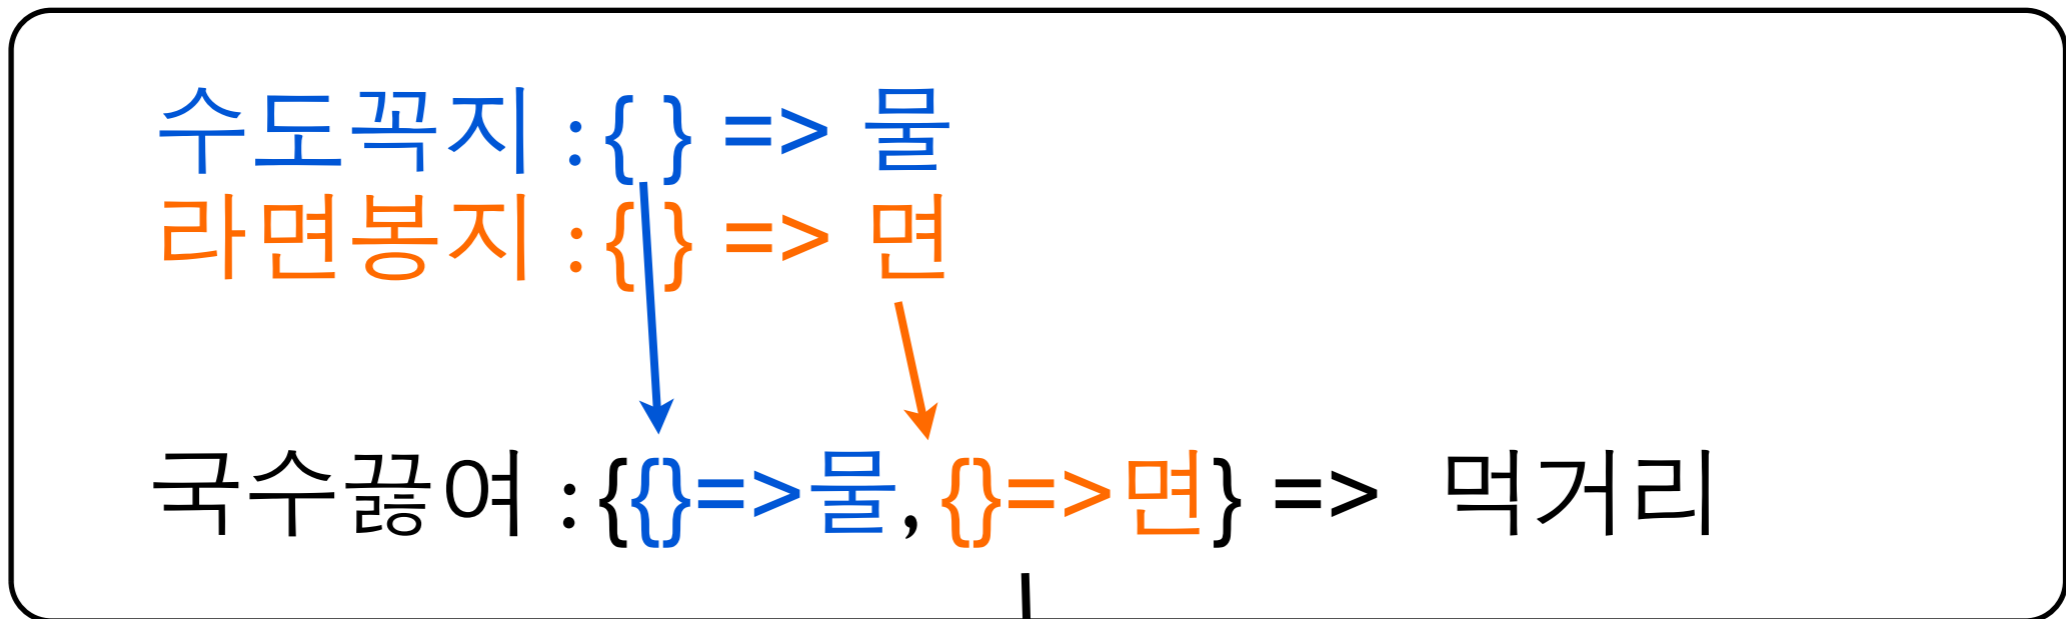 수도꼭지 : { } => 물
라면봉지 : { } => 면
국수끓여 : {{}=>물, {}=>면} => 먹거리